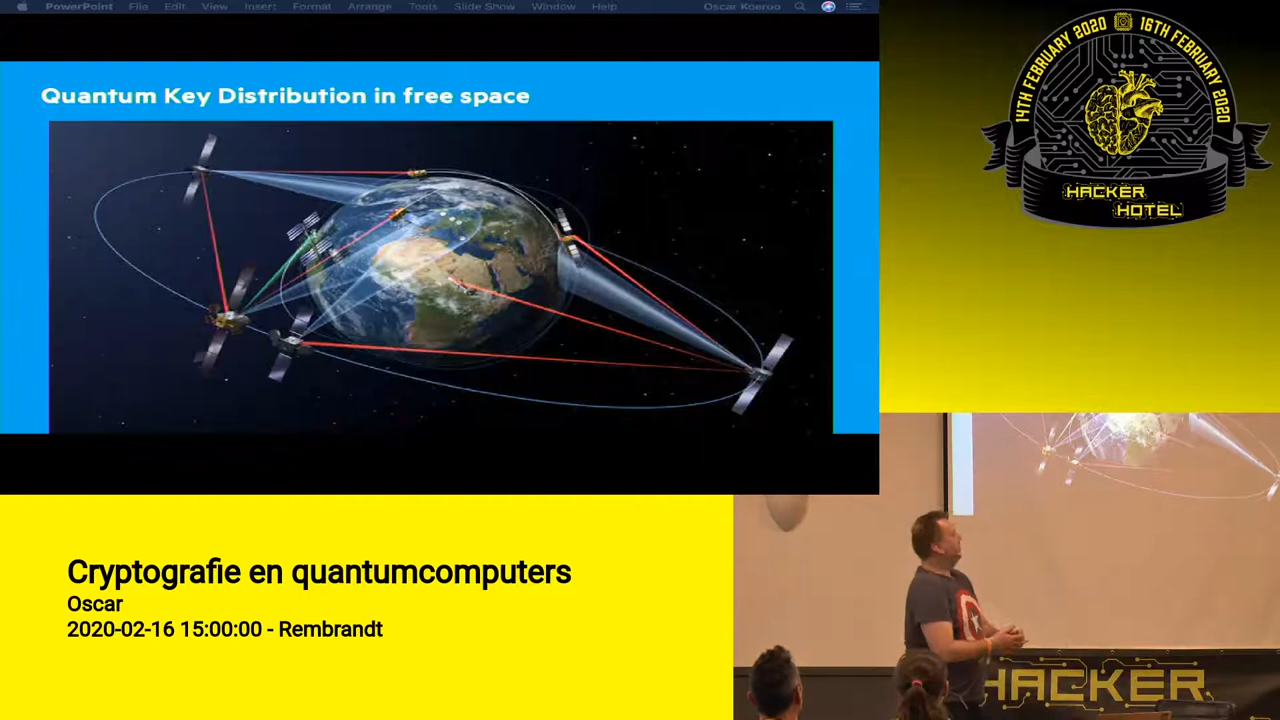 PowerPoint File Edit View Insert Format Arrange Tools Slide Show Window Help Oscar Koeroo
Quantum Key Distribution in free space
14TH FEBRUARY 2020 16TH FEBRUARY 2020
HACKER
HOTEL
Cryptografie en quantumcomputers
Oscar
2020-02-16 15:00:00 - Rembrandt
HACKER